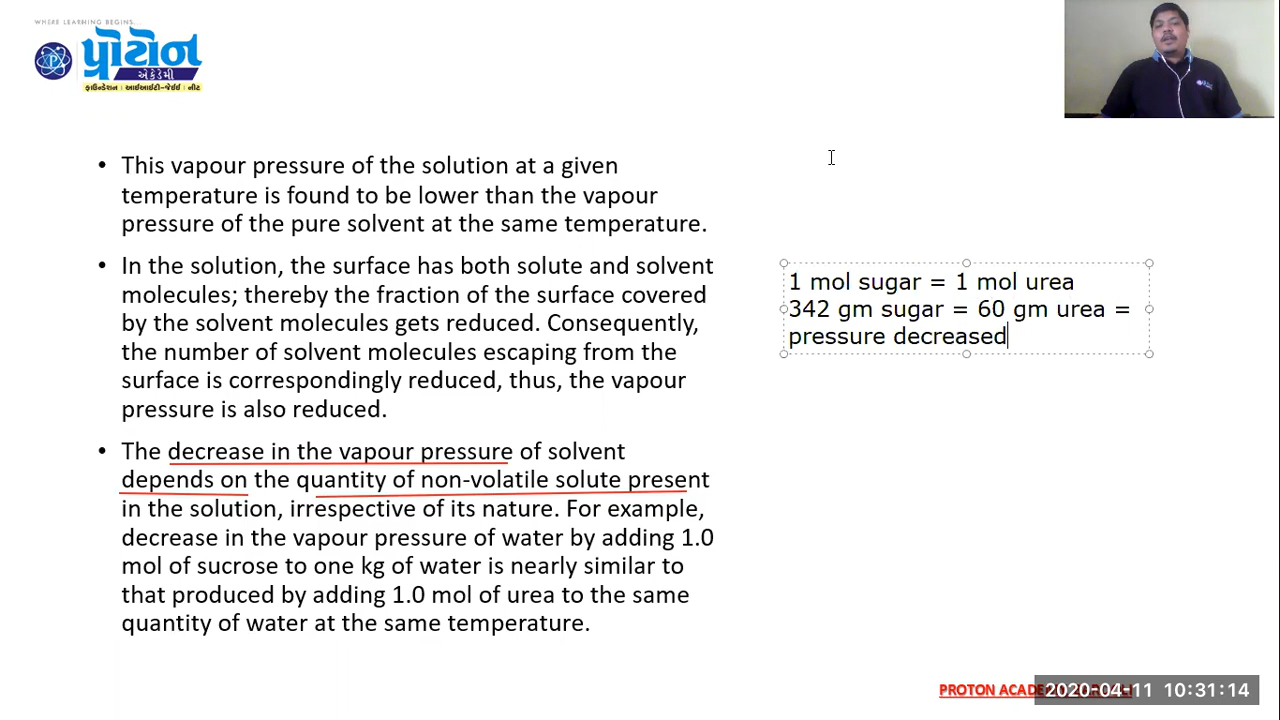 WHERE LEARNING BEGINS.
પ્રોટોન
એકેડેમી
ફાઉન્ડેશન | આઈઆઈટી-જેઈઈ | નીટ
• This vapour pressure of the solution at a given
temperature is found to be lower than the vapour
pressure of the pure solvent at the same temperature.
• In the solution, the surface has both solute and solvent
molecules; thereby the fraction of the surface covered
by the solvent molecules gets reduced. Consequently,
the number of solvent molecules escaping from the
surface is correspondingly reduced, thus, the vapour
pressure is also reduced.
• The decrease in the vapour pressure of solvent
depends on the quantity of non-volatile solute present
in the solution, irrespective of its nature. For example,
decrease in the vapour pressure of water by adding 1.0
mol of sucrose to one kg of water is nearly similar to
that produced by adding 1.0 mol of urea to the same
quantity of water at the same temperature.
1 mol sugar = 1 mol urea
342 gm sugar = 60 gm urea =
pressure decreased
PROTON
2020-04-11 10:31:14